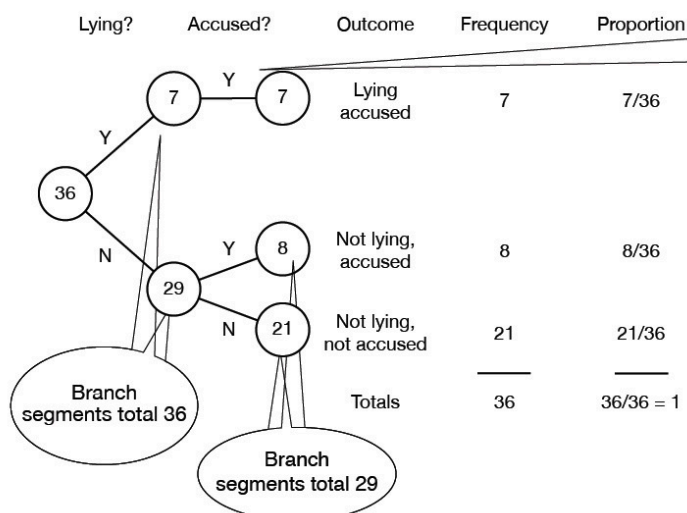 Lying? Accused? Outcome Frequency Proportion
Y
7
Y
7
Lying
accused
7
7/36
36
N
29
Y
8
Not lying,
accused
8
8/36
N
21
Not lying,
not accused
21
21/36
Branch
segments total 36
Totals 36 36/36 = 1
Branch
segments total 29